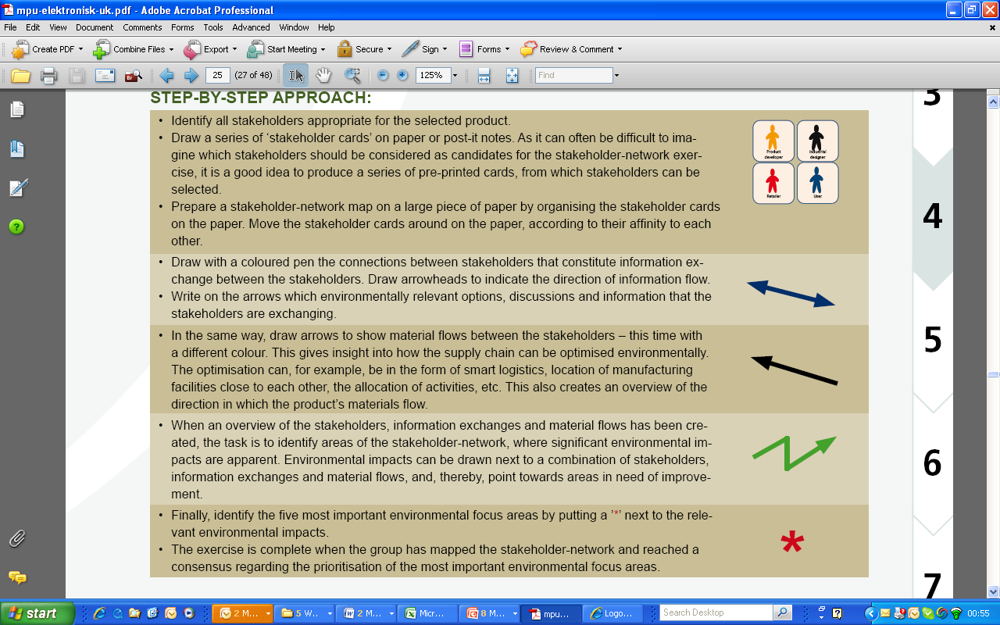 mpu-elektronisk-uk.pdf - Adobe Acrobat Professional
File Edit View Document Comments Forms Tools Advanced Window Help
Create PDF Combine Files Export Start Meeting Secure Sign Forms Review & Comment
25 (27 of 48) 125% Find
STEP-BY-STEP APPROACH:
• Identify all stakeholders appropriate for the selected product.
• Draw a series of ‘stakeholder cards’ on paper or post-it notes. As it can often be difficult to ima-
gine which stakeholders should be considered as candidates for the stakeholder-network exer-
cise, it is a good idea to produce a series of pre-printed cards, from which stakeholders can be
selected.
• Prepare a stakeholder-network map on a large piece of paper by organising the stakeholder cards
on the paper. Move the stakeholder cards around on the paper, according to their affinity to each
other.
Product
developer
Industrial
designer
Retailer
User
• Draw with a coloured pen the connections between stakeholders that constitute information ex-
change between the stakeholders. Draw arrowheads to indicate the direction of information flow.
• Write on the arrows which environmentally relevant options, discussions and information that the
stakeholders are exchanging.
• In the same way, draw arrows to show material flows between the stakeholders – this time with
a different colour. This gives insight into how the supply chain can be optimised environmentally.
The optimisation can, for example, be in the form of smart logistics, location of manufacturing
facilities close to each other, the allocation of activities, etc. This also creates an overview of the
direction in which the product’s materials flow.
• When an overview of the stakeholders, information exchanges and material flows has been cre-
ated, the task is to identify areas of the stakeholder-network, where significant environmental im-
pacts are apparent. Environmental impacts can be drawn next to a combination of stakeholders,
information exchanges and material flows, and, thereby, point towards areas in need of improve-
ment.
• Finally, identify the five most important environmental focus areas by putting a ’*’ next to the rele-
vant environmental impacts.
• The exercise is complete when the group has mapped the stakeholder-network and reached a
consensus regarding the prioritisation of the most important environmental focus areas.
*
3
4
5
6
7
start 2 M... 5 W... 2 M... Micr... 8 M... mpu... Logo... Search Desktop 00:55